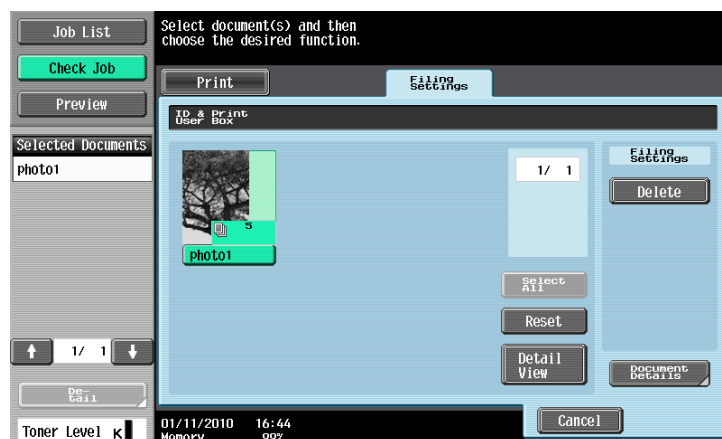 Job List
Check Job
Preview
Selected Documents
photo1
1/ 1
De-
tail
Toner Level K
Select document(s) and then
choose the desired function.
Print
Filing
Settings
ID & Print
User Box
5
photo1
1/ 1
Select
All
Reset
Detail
View
Filing
Settings
Delete
Document
Details
01/11/2010 16:44
Memory 99%
Cancel